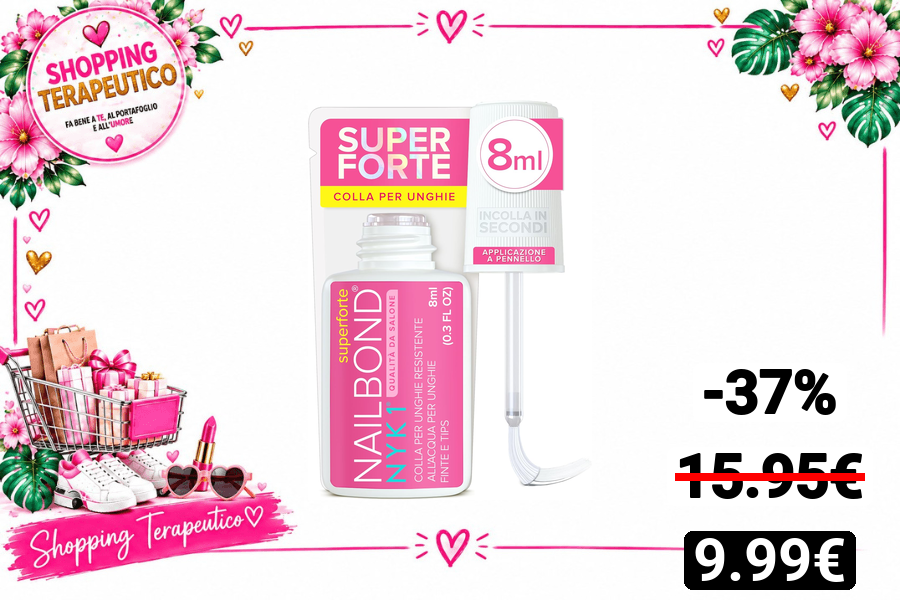 SHOPPING
TERAPEUTICO
FA BENE A TE, AL PORTAFOGLIO
E ALL'UMORE
SUPER
FORTE
COLLA PER UNGHIE
8ml
INCOLLA IN
SECONDI
APPLICAZIONE
A PENNELLO
superforte
NAILBOND®
QUALITÀ DA SALONE
NYK1®
8ml
(0.3 FL OZ)
COLLA PER UNGHIE RESISTENTE
ALL'ACQUA PER UNGHIE
FINTE E TIPS
-37%
15.95€
9.99€
Shopping Terapeutico